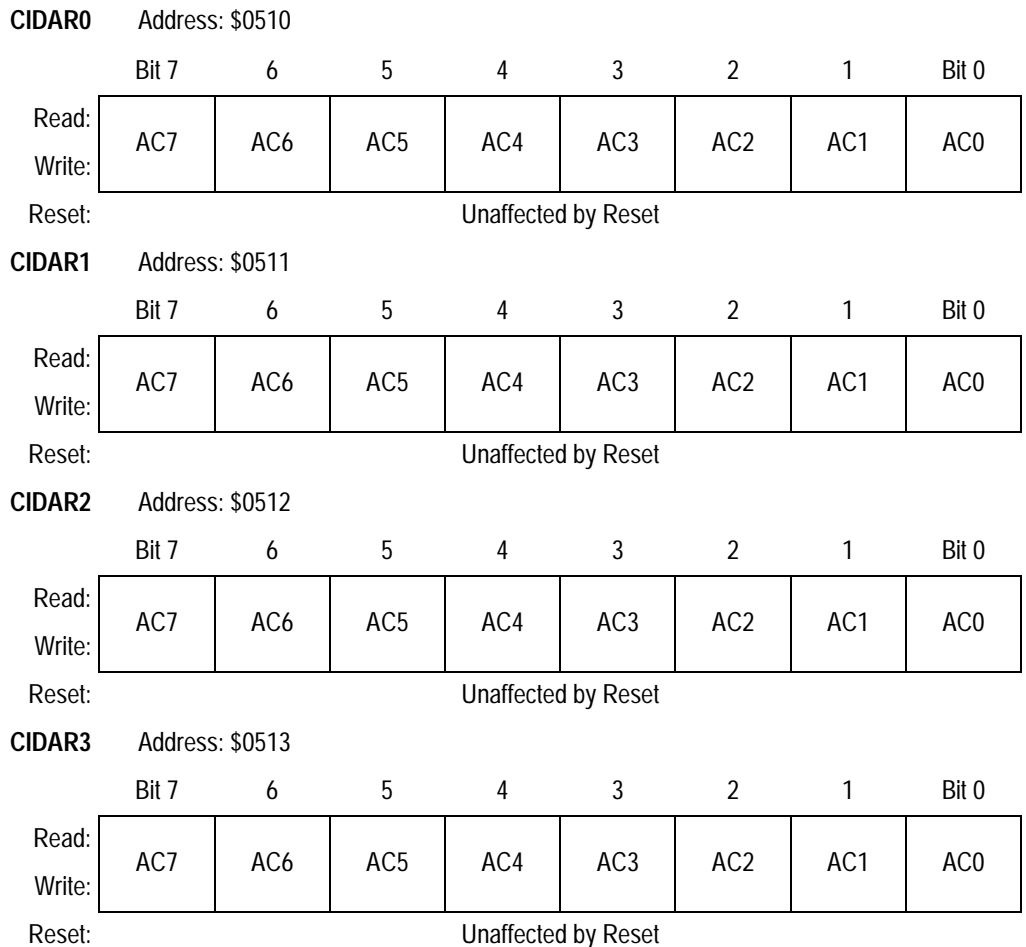 CIDAR0 Address: $0510
Bit 7 6 5 4 3 2 1 Bit 0
Read:
AC7 AC6 AC5 AC4 AC3 AC2 AC1 AC0
Write:
Reset: Unaffected by Reset
CIDAR1 Address: $0511
Bit 7 6 5 4 3 2 1 Bit 0
Read:
AC7 AC6 AC5 AC4 AC3 AC2 AC1 AC0
Write:
Reset: Unaffected by Reset
CIDAR2 Address: $0512
Bit 7 6 5 4 3 2 1 Bit 0
Read:
AC7 AC6 AC5 AC4 AC3 AC2 AC1 AC0
Write:
Reset: Unaffected by Reset
CIDAR3 Address: $0513
Bit 7 6 5 4 3 2 1 Bit 0
Read:
AC7 AC6 AC5 AC4 AC3 AC2 AC1 AC0
Write:
Reset: Unaffected by Reset